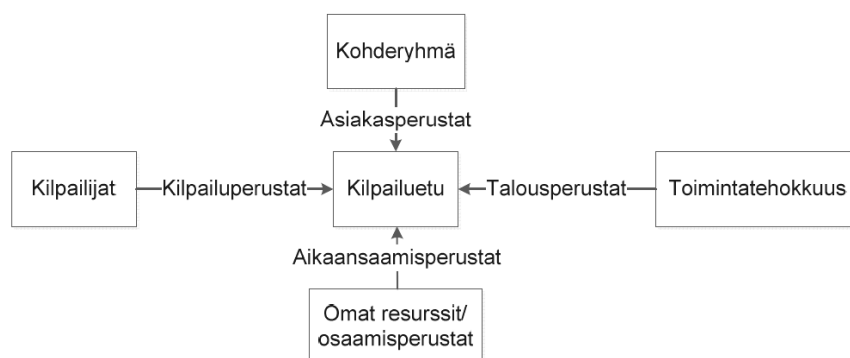 Kohderyhmä
Asiakasperustat
Kilpailijat
Kilpailuperustat
Kilpailuetu
Talousperustat
Toimintatehokkuus
Aikaansaamisperustat
Omat resurssit/
osaamisperustat